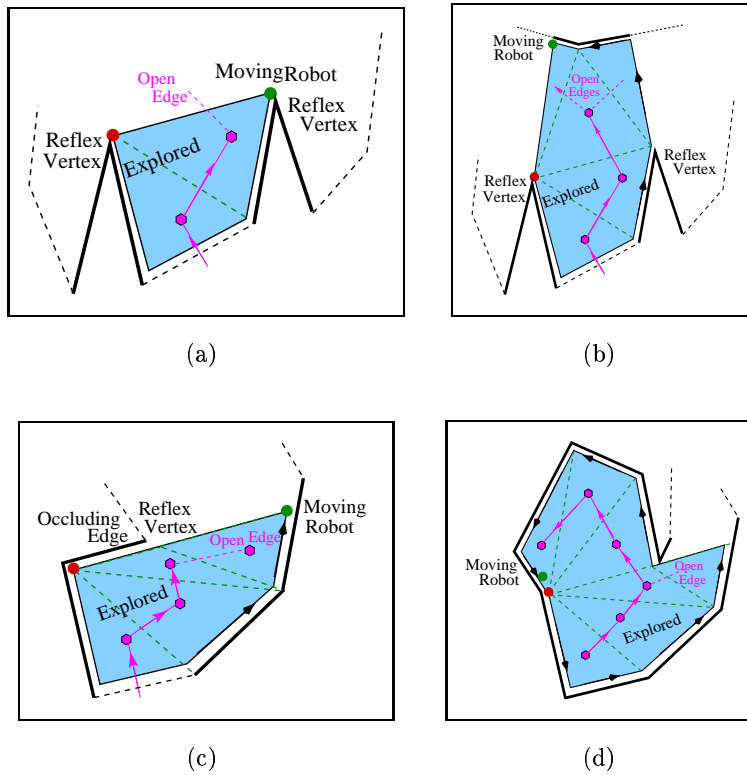 Open
Edge
Moving Robot
Reflex
Vertex
Reflex
Vertex
Explored
(a)
Moving
Robot
Open
Edges
Reflex
Vertex
Reflex
Vertex
Explored
(b)
Occluding
Edge
Reflex
Vertex
Moving
Robot
Open Edge
Explored
(c)
Moving
Robot
Open
Edge
Explored
(d)